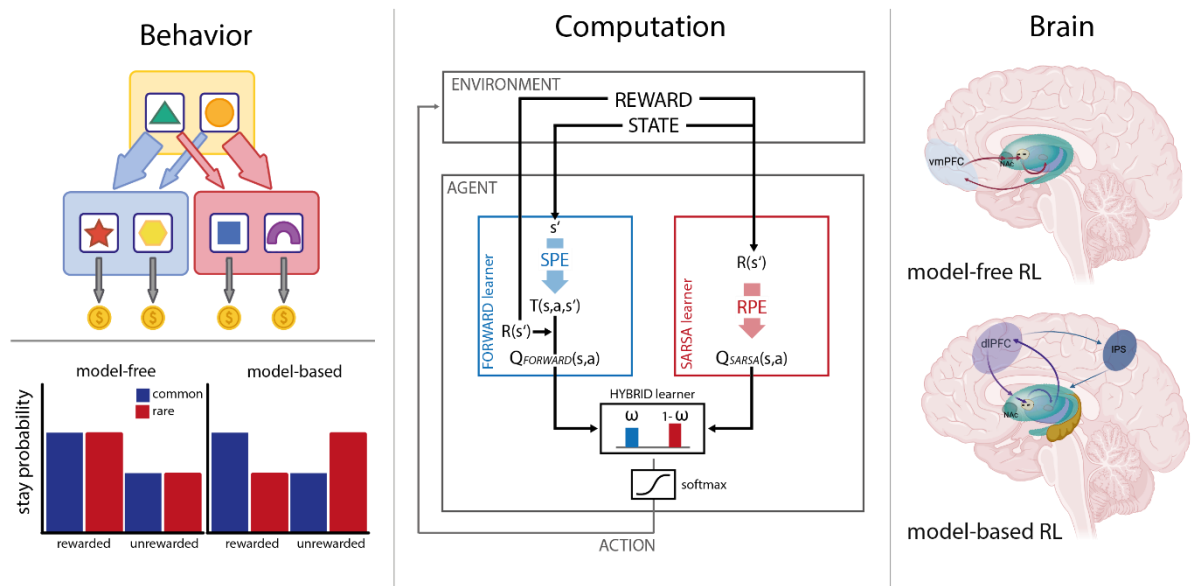 Behavior
$
$
$
$
model-free
model-based
common
rare
stay probability
rewarded
unrewarded
rewarded
unrewarded
Computation
ENVIRONMENT
REWARD
STATE
AGENT
FORWARD learner
s'
SPE
T(s,a,s')
R(s')
QFORWARD(s,a)
SARSA learner
R(s')
RPE
QSARSA(s,a)
HYBRID learner
ω
1-ω
softmax
ACTION
Brain
vmPFC
NAc
model-free RL
dlPFC
IPS
NAc
model-based RL